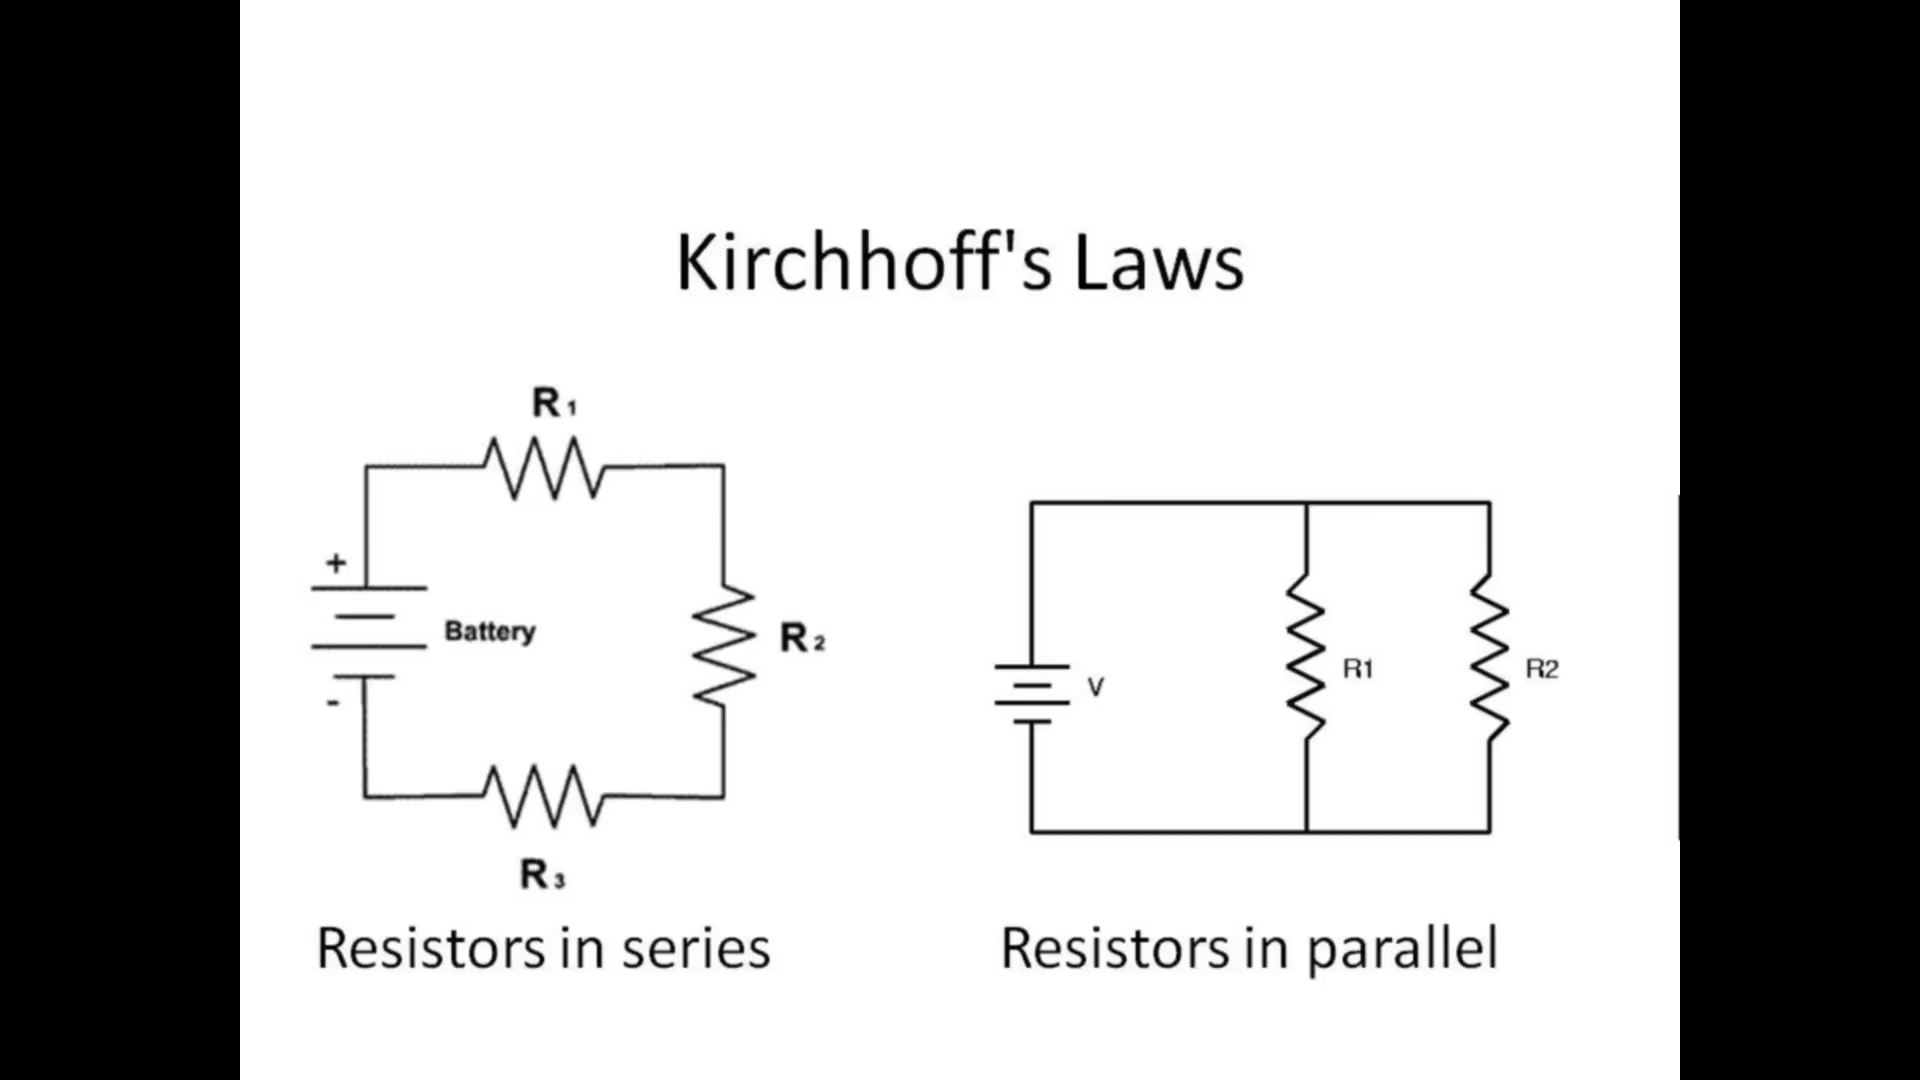 Kirchhoff's Laws
R1
+
Battery
R2
-
R3
V
R1
R2
Resistors in series
Resistors in parallel